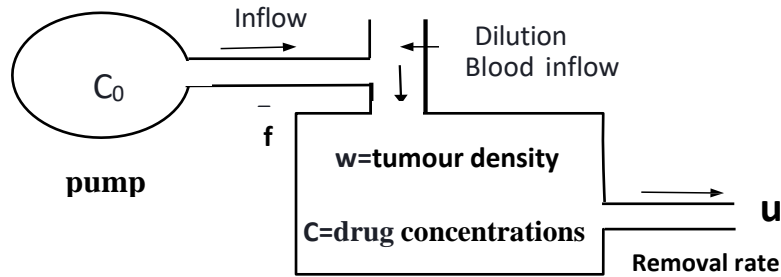 Inflow
Dilution
Blood inflow
C₀
f̄
w=tumour density
pump
C=drug concentrations
u
Removal rate